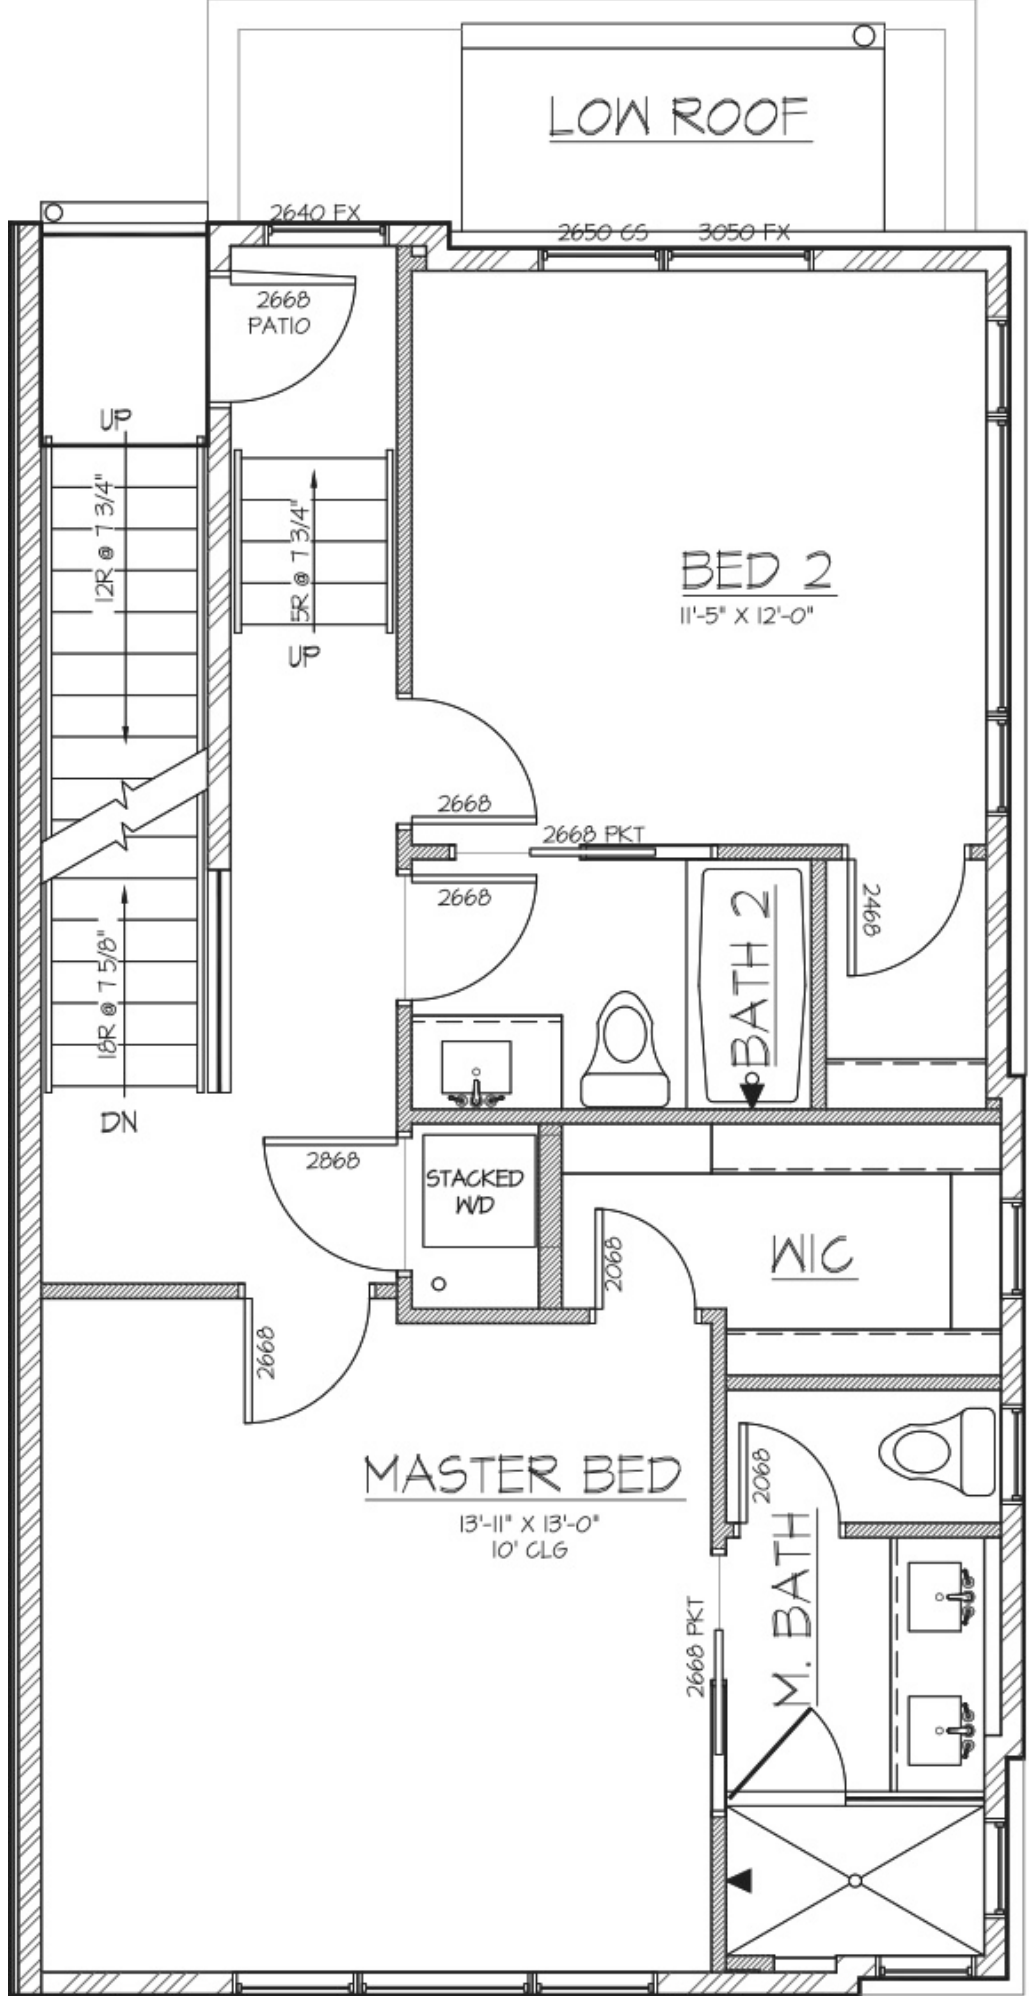 LOW ROOF
2640 FX
2650 CS
3050 FX
2668
PATIO
UP
12R @ 7 3/4"
5R @ 7 3/4"
UP
BED 2
11'-5" X 12'-0"
2668
2668 PKT
2668
2468
BATH 2
18R @ 7 5/8"
DN
2868
STACKED
W/D
2068
WIC
2668
MASTER BED
13'-11" X 13'-0"
10' CLG
2068
M. BATH
2668 PKT